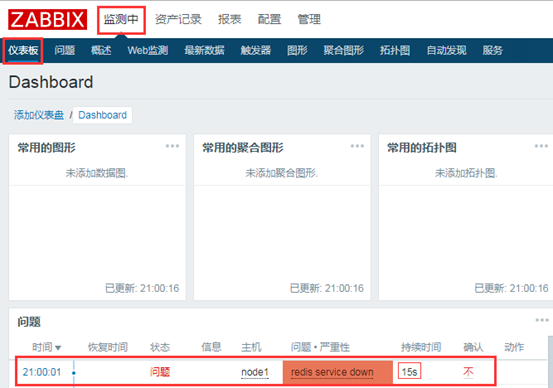 ZABBIX 监测中 资产记录 报表 配置 管理
仪表板 问题 概述 Web监测 最新数据 触发器 图形 聚合图形 拓扑图 自动发现 服务
Dashboard
添加仪表盘 / Dashboard
常用的图形 ••• 常用的聚合图形 ••• 常用的拓扑图 •••
未添加数据图. 未添加聚合图形. 未添加拓扑图.
已更新: 21:00:16 已更新: 21:00:16 已更新: 21:00:16
问题 •••
时间▼ 恢复时间 状态 信息 主机 问题 • 严重性 持续时间 确认 动作
21:00:01 问题 node1 redis service down 15s 不